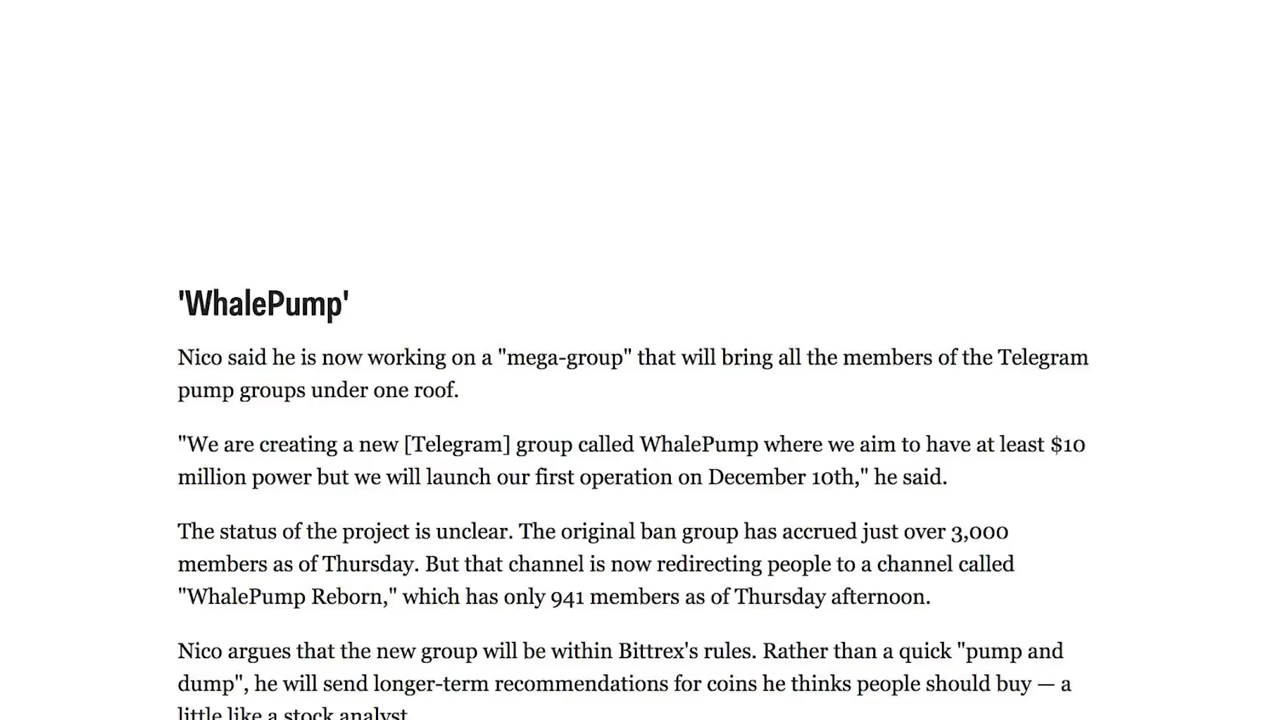 'WhalePump'
Nico said he is now working on a "mega-group" that will bring all the members of the Telegram
pump groups under one roof.
"We are creating a new [Telegram] group called WhalePump where we aim to have at least $10
million power but we will launch our first operation on December 10th," he said.
The status of the project is unclear. The original ban group has accrued just over 3,000
members as of Thursday. But that channel is now redirecting people to a channel called
"WhalePump Reborn," which has only 941 members as of Thursday afternoon.
Nico argues that the new group will be within Bittrex's rules. Rather than a quick "pump and
dump", he will send longer-term recommendations for coins he thinks people should buy — a
little like a stock analyst.